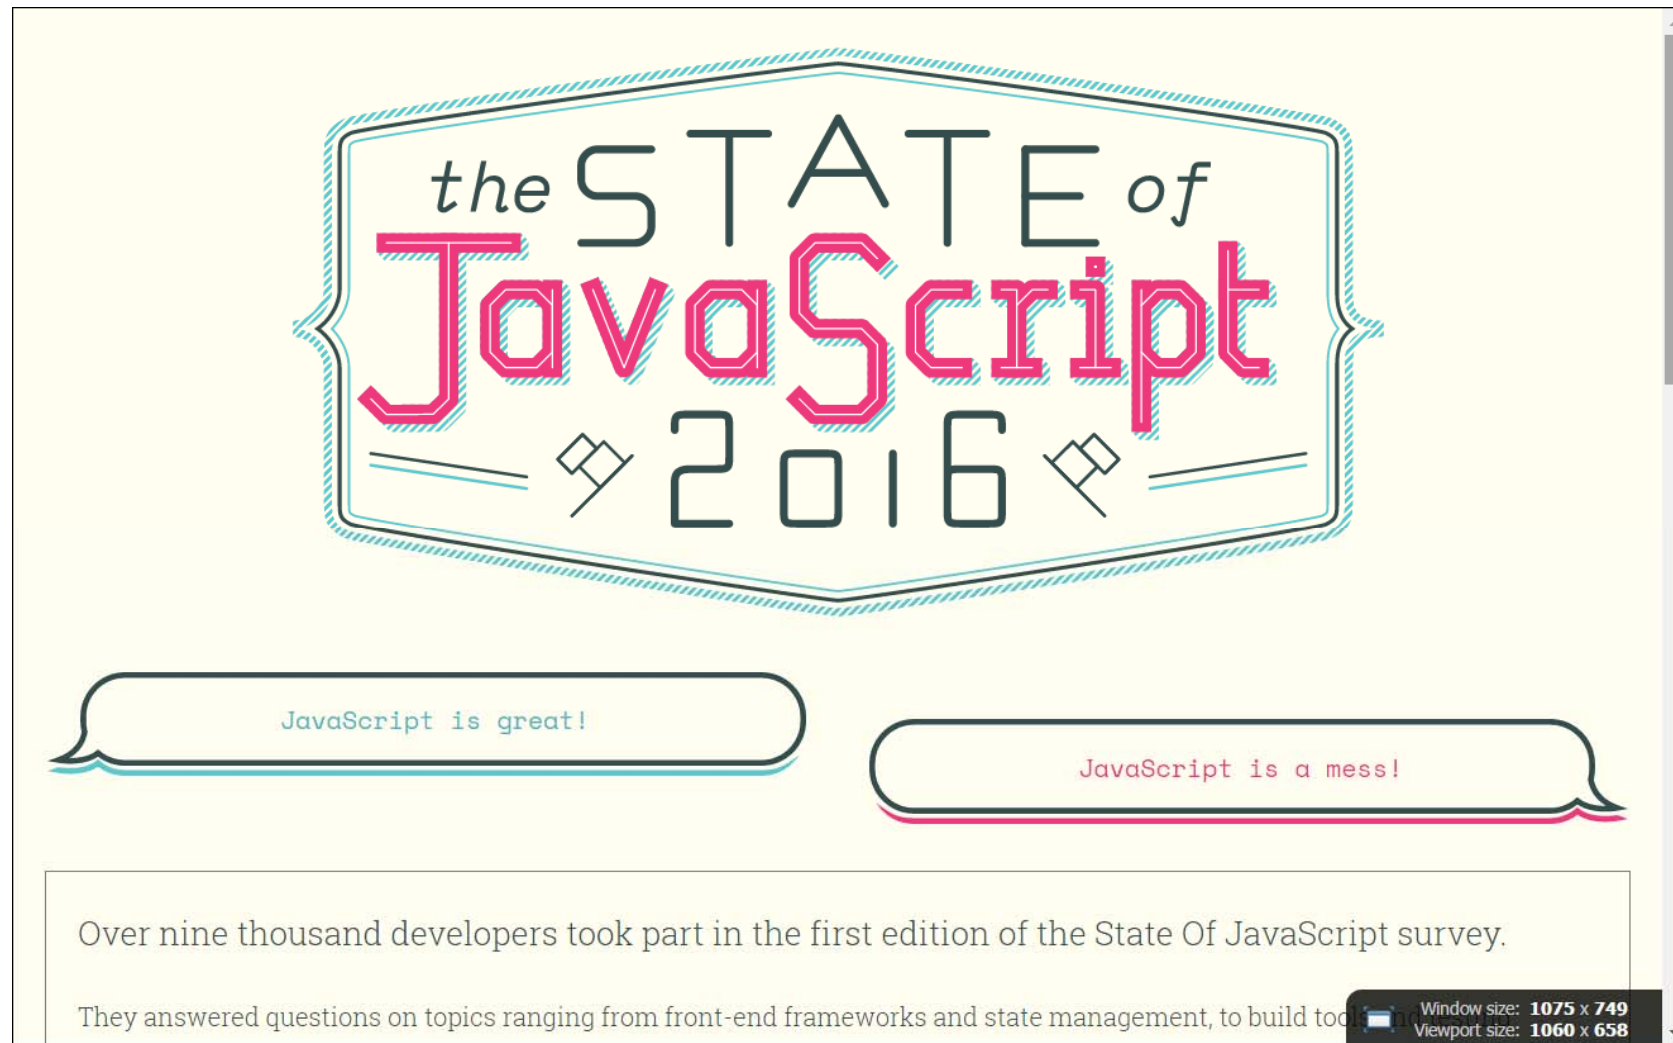 the STATE of
JavaScript
2016
JavaScript is great!
JavaScript is a mess!
Over nine thousand developers took part in the first edition of the State Of JavaScript survey.
They answered questions on topics ranging from front-end frameworks and state management, to build tools and
Window size: 1075 x 749
Viewport size: 1060 x 658